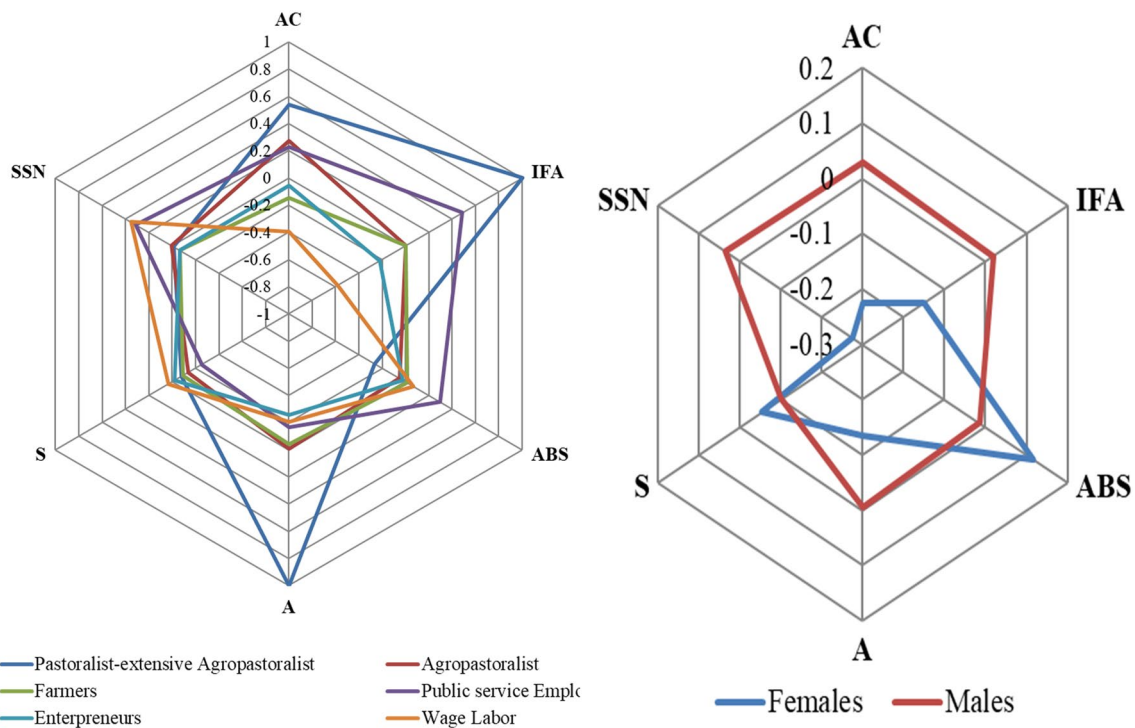 AC
1
0.8
0.6
0.4
0.2
0
-0.2
-0.4
-0.6
-0.8
-1
SSN
IFA
S
ABS
A
Pastoralist-extensive Agropastoralist
Agropastoralist
Farmers
Public service Emplo
Enterpreneurs
Wage Labor
AC
0.2
0.1
0
-0.1
-0.2
-0.3
SSN
IFA
S
ABS
A
Females
Males